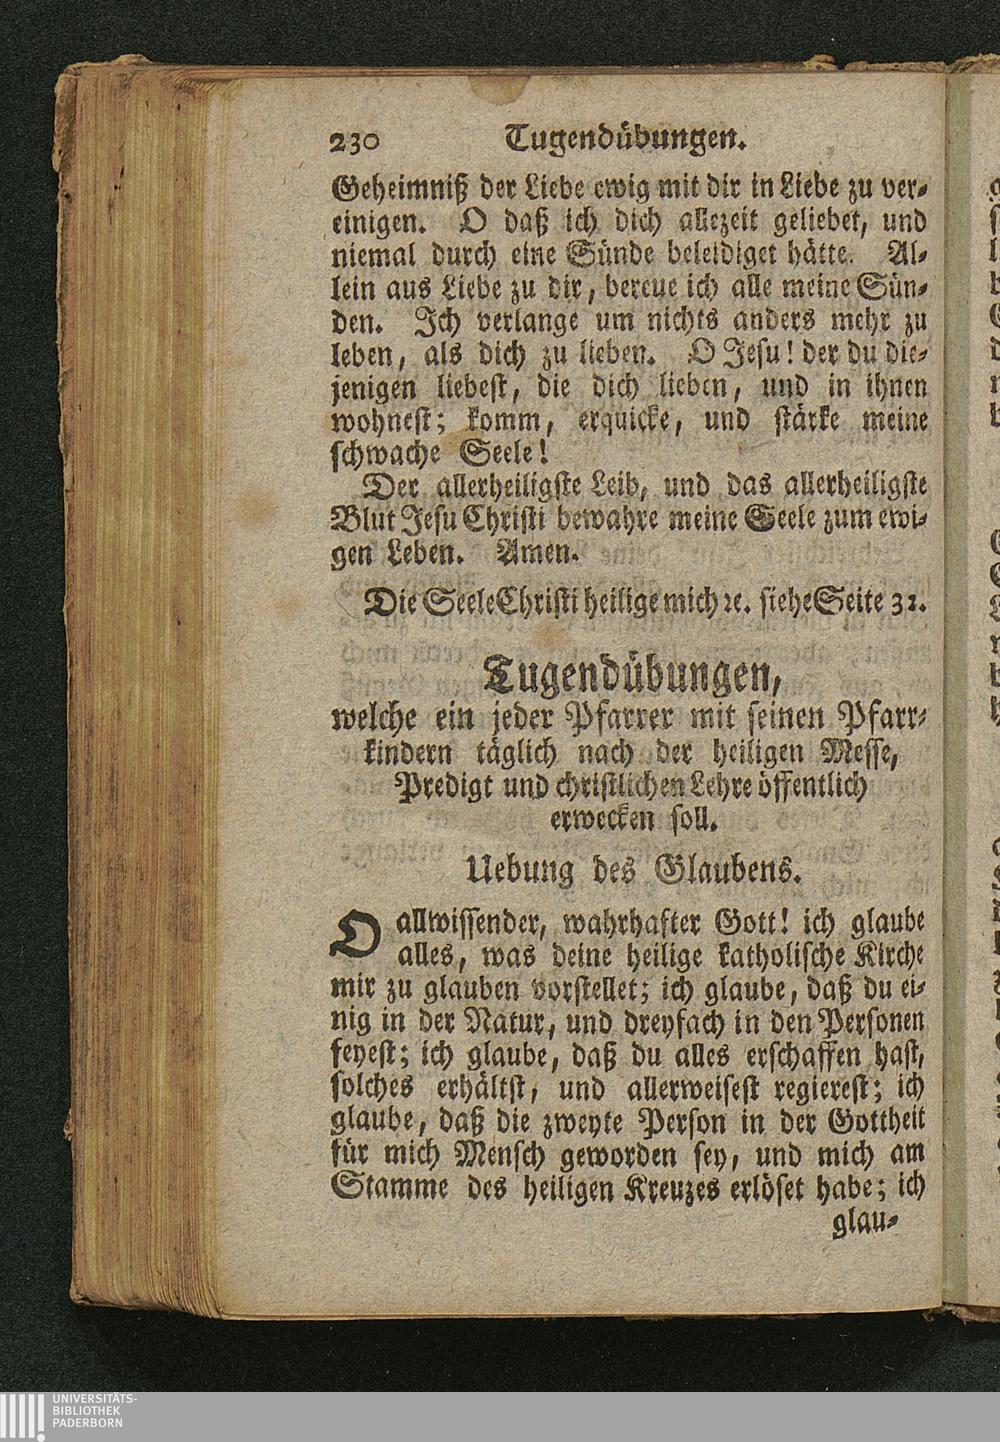 230 Tugendübungen.
Geheimniß der Liebe ewig mit dir in Liebe zu ver-
einigen. O daß ich dich allezeit geliebet, und
niemal durch eine Sünde beleidiget hätte. Al-
lein aus Liebe zu dir, bereue ich alle meine Sün-
den. Ich verlange um nichts anders mehr zu
leben, als dich zu lieben. O Jesu! der du die-
jenigen liebest, die dich lieben, und in ihnen
wohnest; komm, erquicke, und stärke meine
schwache Seele!
Der allerheiligste Leib, und das allerheiligste
Blut Jesu Christi bewahre meine Seele zum ewi-
gen Leben. Amen.
Die Seele Christi heilige mich ꝛc. siehe Seite 32.
Tugendübungen,
welche ein jeder Pfarrer mit seinen Pfarr-
kindern täglich nach der heiligen Messe,
Predigt und christlichen Lehre öffentlich
erwecken soll.
Uebung des Glaubens.
O allwissender, wahrhafter Gott! ich glaube
alles, was deine heilige katholische Kirche
mir zu glauben vorstellet; ich glaube, daß du ei-
nig in der Natur, und dreyfach in den Personen
seyest; ich glaube, daß du alles erschaffen hast,
solches erhältst, und allerweisest regierest; ich
glaube, daß die zweyte Person in der Gottheit
für mich Mensch geworden sey, und mich am
Stamme des heiligen Kreuzes erlöset habe; ich
glau-
UNIVERSITÄTS-
BIBLIOTHEK
PADERBORN